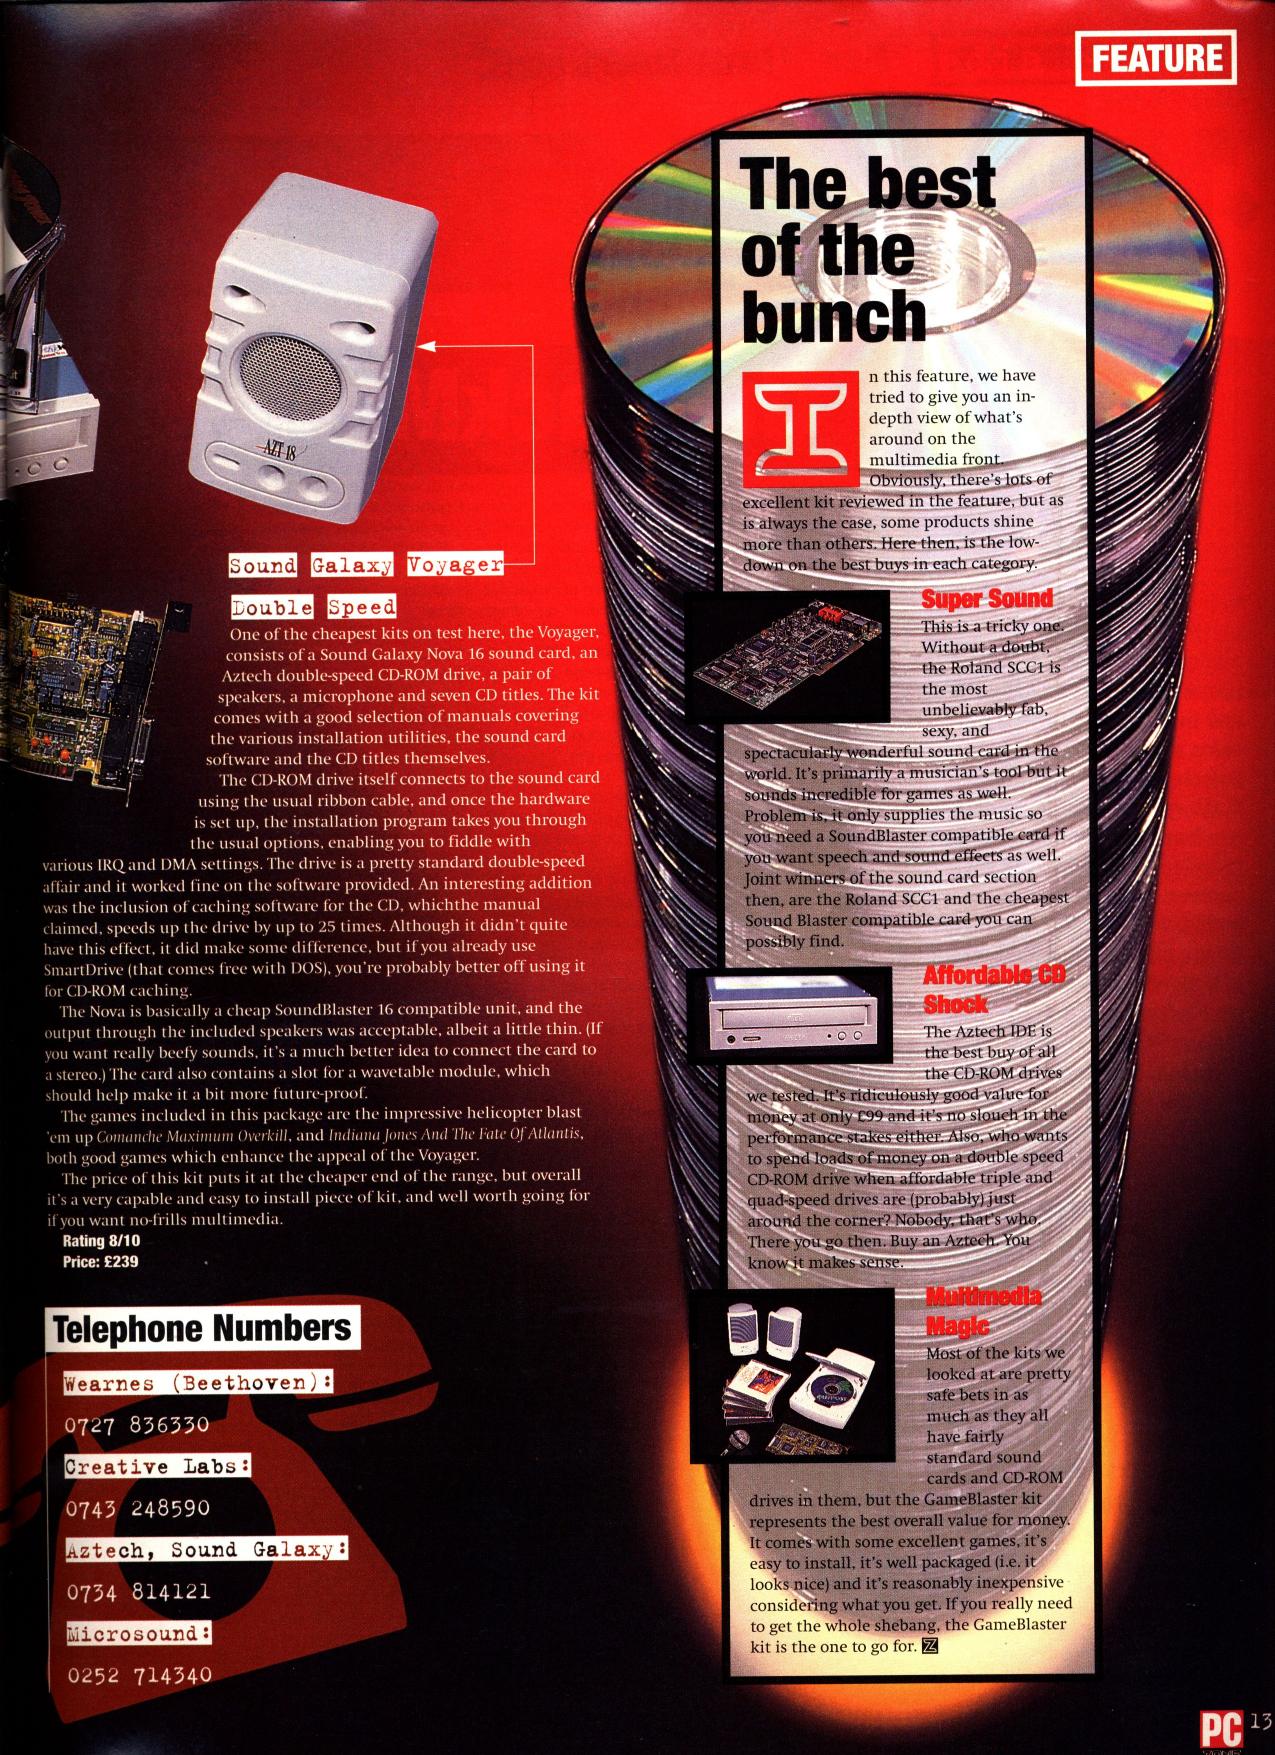 FEATURE
AZT 18
Sound Galaxy Voyager
Double Speed
One of the cheapest kits on test here, the Voyager,
consists of a Sound Galaxy Nova 16 sound card, an
Aztech double-speed CD-ROM drive, a pair of
speakers, a microphone and seven CD titles. The kit
comes with a good selection of manuals covering
the various installation utilities, the sound card
software and the CD titles themselves.
The CD-ROM drive itself connects to the sound card
using the usual ribbon cable, and once the hardware
is set up, the installation program takes you through
the usual options, enabling you to fiddle with
various IRQ and DMA settings. The drive is a pretty standard double-speed
affair and it worked fine on the software provided. An interesting addition
was the inclusion of caching software for the CD, whichthe manual
claimed, speeds up the drive by up to 25 times. Although it didn't quite
have this effect, it did make some difference, but if you already use
SmartDrive (that comes free with DOS), you're probably better off using it
for CD-ROM caching.
The Nova is basically a cheap SoundBlaster 16 compatible unit, and the
output through the included speakers was acceptable, albeit a little thin. (If
you want really beefy sounds, it's a much better idea to connect the card to
a stereo.) The card also contains a slot for a wavetable module, which
should help make it a bit more future-proof.
The games included in this package are the impressive helicopter blast
'em up Comanche Maximum Overkill, and Indiana Jones And The Fate Of Atlantis,
both good games which enhance the appeal of the Voyager.
The price of this kit puts it at the cheaper end of the range, but overall
it's a very capable and easy to install piece of kit, and well worth going for
if you want no-frills multimedia.
Rating 8/10
Price: £239
Telephone Numbers
Wearnes (Beethoven):
0727 836330
Creative Labs:
0743 248590
Aztech, Sound Galaxy:
0734 814121
Microsound:
0252 714340
The best
of the
bunch
In this feature, we have
tried to give you an in-
depth view of what's
around on the
multimedia front.
Obviously, there's lots of
excellent kit reviewed in the feature, but as
is always the case, some products shine
more than others. Here then, is the low-
down on the best buys in each category.
Super Sound
This is a tricky one.
Without a doubt,
the Roland SCC1 is
the most
unbelievably fab,
sexy, and
spectacularly wonderful sound card in the
world. It's primarily a musician's tool but it
sounds incredible for games as well.
Problem is, it only supplies the music so
you need a SoundBlaster compatible card if
you want speech and sound effects as well.
Joint winners of the sound card section
then, are the Roland SCC1 and the cheapest
Sound Blaster compatible card you can
possibly find.
Affordable CD
Shock
The Aztech IDE is
the best buy of all
the CD-ROM drives
we tested. It's ridiculously good value for
money at only £99 and it's no slouch in the
performance stakes either. Also, who wants
to spend loads of money on a double speed
CD-ROM drive when affordable triple and
quad-speed drives are (probably) just
around the corner? Nobody, that's who.
There you go then. Buy an Aztech. You
know it makes sense.
Multimedia
Magic
Most of the kits we
looked at are pretty
safe bets in as
much as they all
have fairly
standard sound
cards and CD-ROM
drives in them, but the GameBlaster kit
represents the best overall value for money.
It comes with some excellent games, it's
easy to install, it's well packaged (i.e. it
looks nice) and it's reasonably inexpensive
considering what you get. If you really need
to get the whole shebang, the GameBlaster
kit is the one to go for. Z
PC 13